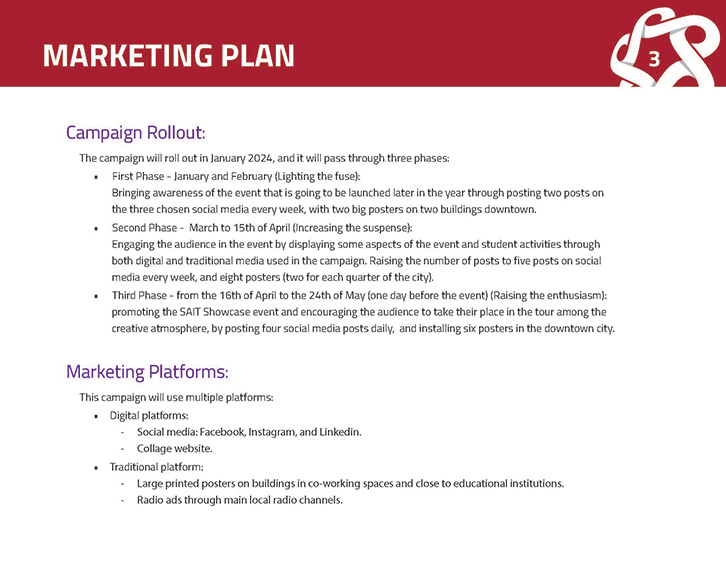 MARKETING PLAN
3
Campaign Rollout:
The campaign will roll out in January 2024, and it will pass through three phases:
▪ First Phase - January and February (Lighting the fuse):
Bringing awareness of the event that is going to be launched later in the year through posting two posts on
the three chosen social media every week, with two big posters on two buildings downtown.
▪ Second Phase - March to 15th of April (Increasing the suspense):
Engaging the audience in the event by displaying some aspects of the event and student activities through
both digital and traditional media used in the campaign. Raising the number of posts to five posts on social
media every week, and eight posters (two for each quarter of the city).
▪ Third Phase - from the 16th of April to the 24th of May (one day before the event) (Raising the enthusiasm):
promoting the SAIT Showcase event and encouraging the audience to take their place in the tour among the
creative atmosphere, by posting four social media posts daily, and installing six posters in the downtown city.
Marketing Platforms:
This campaign will use multiple platforms:
▪ Digital platforms:
- Social media: Facebook, Instagram, and Linkedin.
- Collage website.
▪ Traditional platform:
- Large printed posters on buildings in co-working spaces and close to educational institutions.
- Radio ads through main local radio channels.